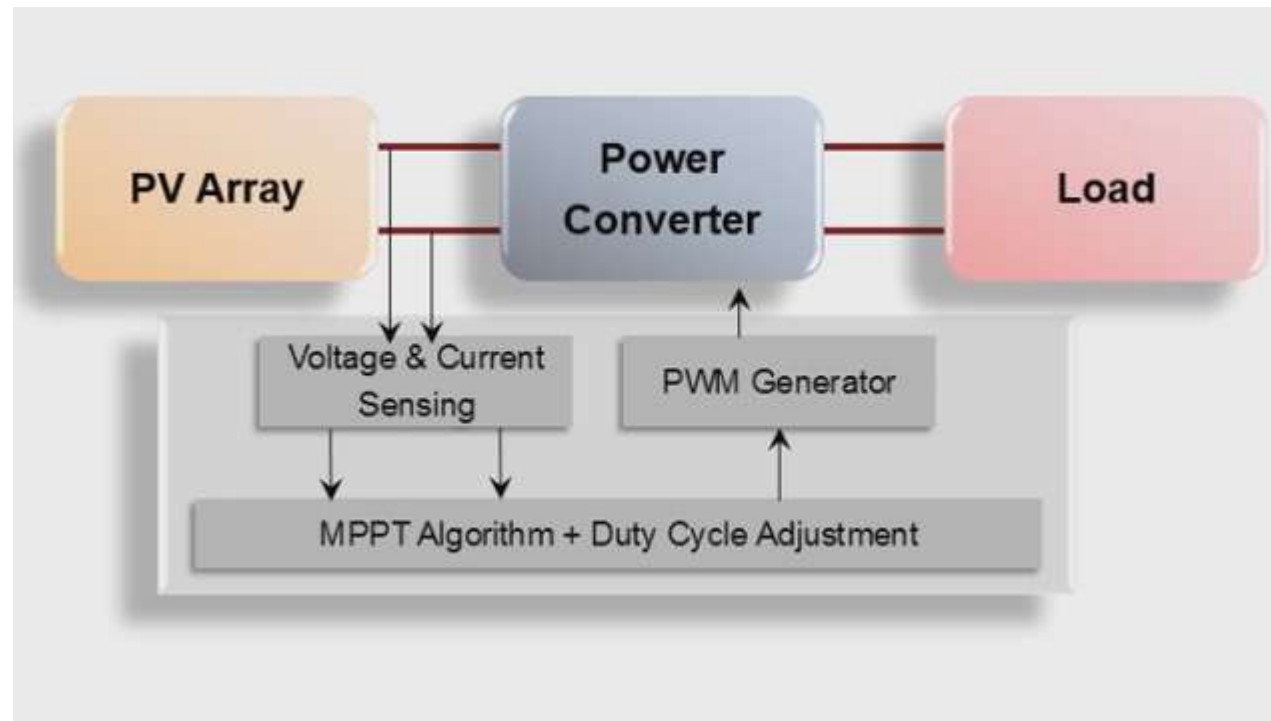 PV Array
Power
Converter
Load
Voltage & Current
Sensing
PWM Generator
MPPT Algorithm + Duty Cycle Adjustment